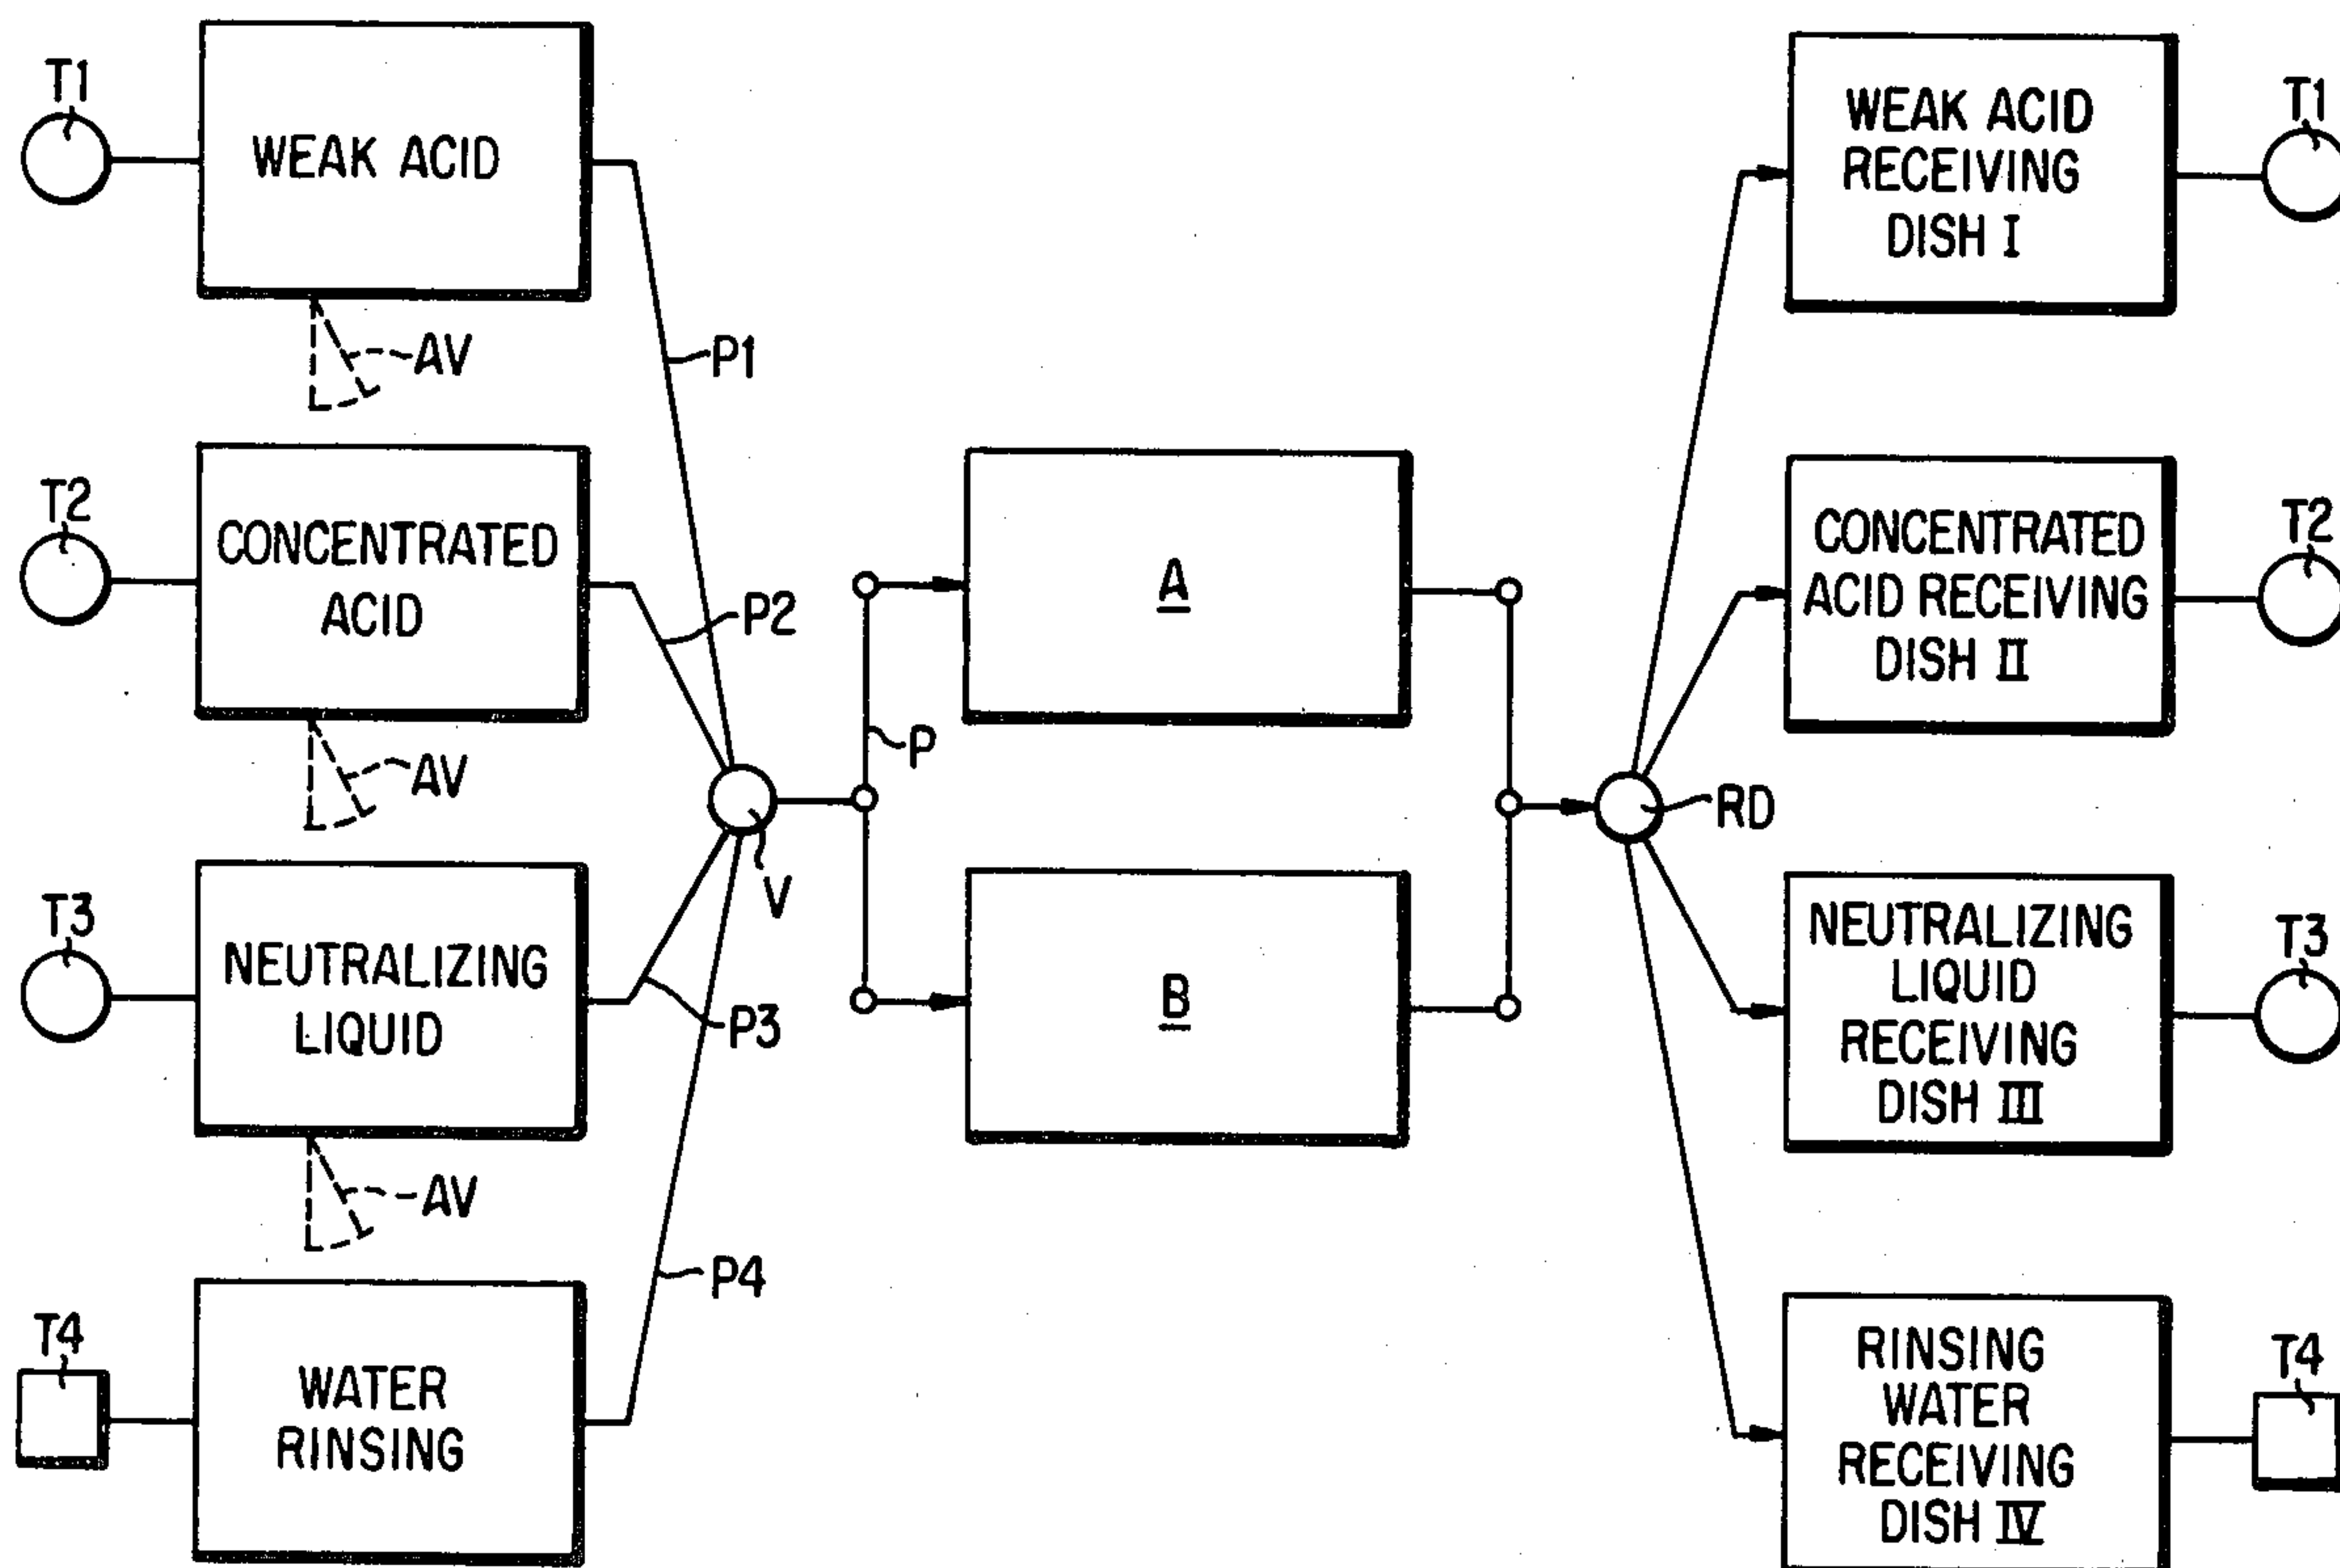 T1
WEAK ACID
AV
P1
T2
CONCENTRATED
ACID
AV
P2
T3
NEUTRALIZING
LIQUID
AV
P3
T4
WATER
RINSING
P4
V
P
A
B
RD
WEAK ACID
RECEIVING
DISH I
T1
CONCENTRATED
ACID RECEIVING
DISH II
T2
NEUTRALIZING
LIQUID
RECEIVING
DISH III
T3
RINSING
WATER
RECEIVING
DISH IV
T4